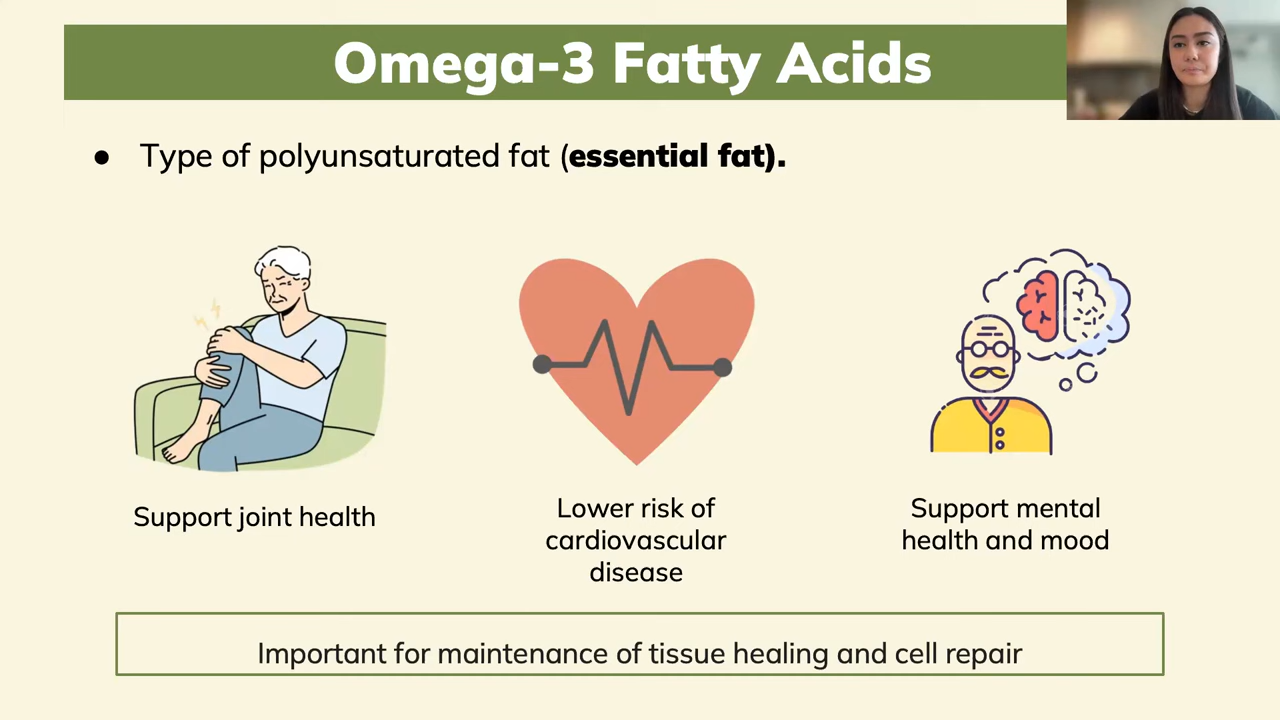 Omega-3 Fatty Acids
● Type of polyunsaturated fat (essential fat).
Support joint health
Lower risk of
cardiovascular
disease
Support mental
health and mood
Important for maintenance of tissue healing and cell repair